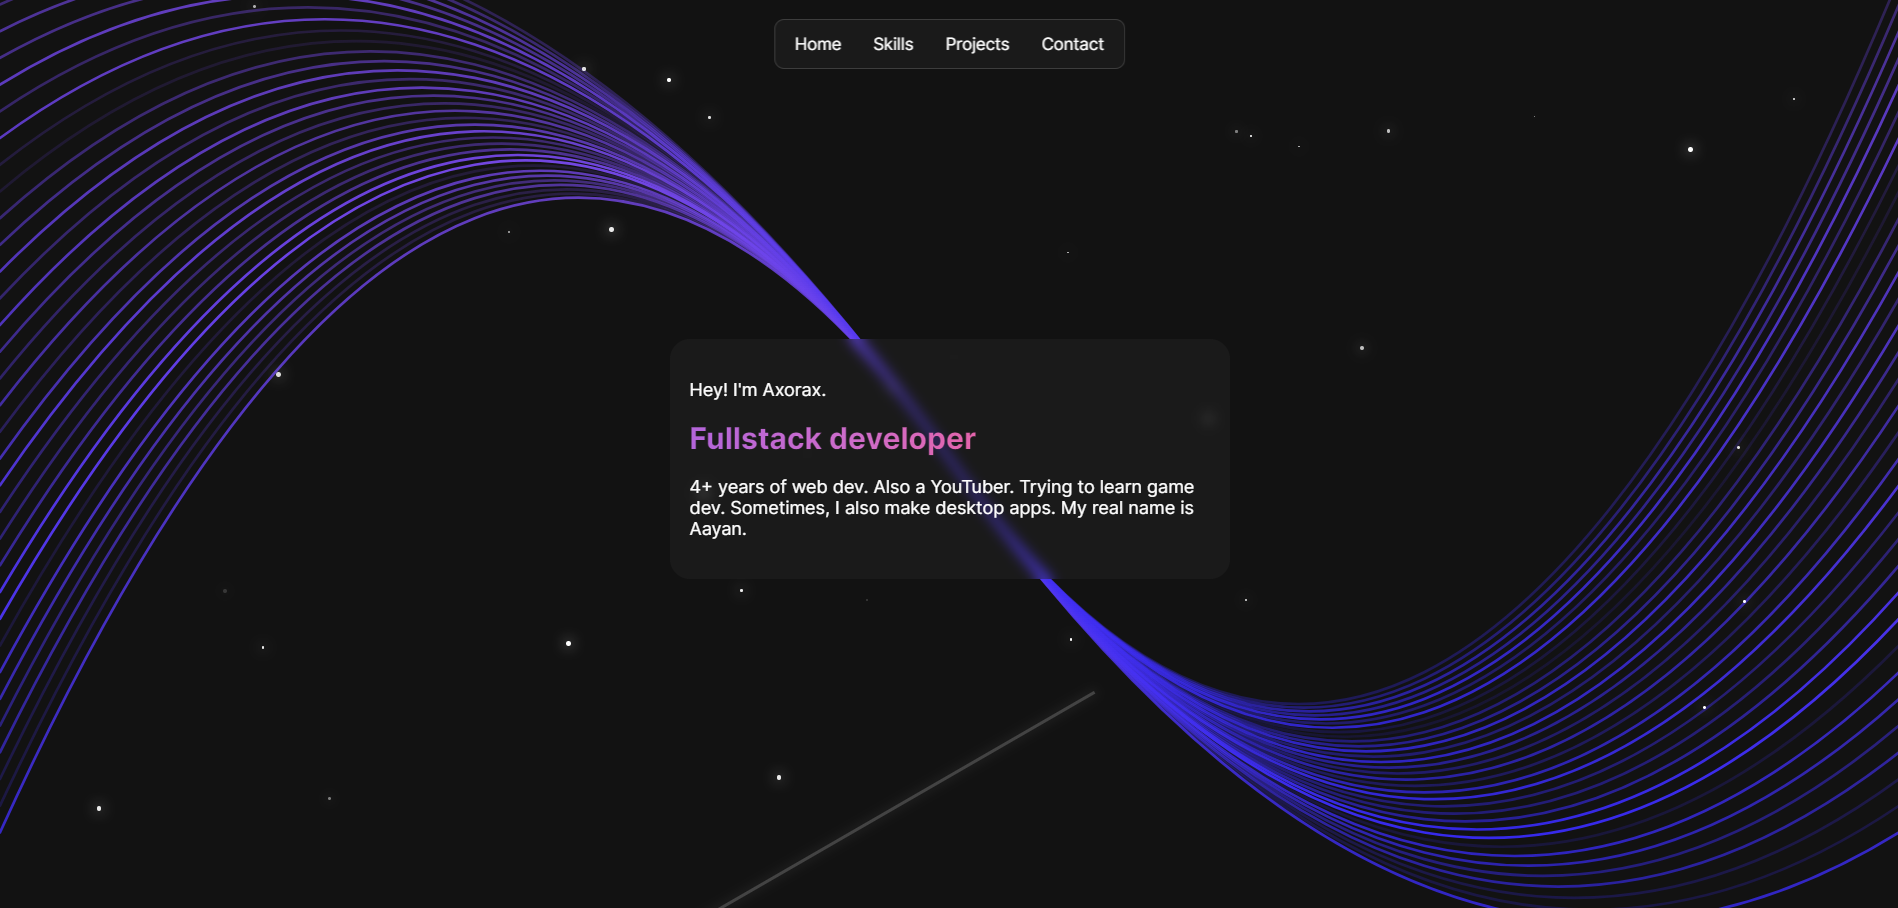 Home Skills Projects Contact
Hey! I'm Axorax.
Fullstack developer
4+ years of web dev. Also a YouTuber. Trying to learn game
dev. Sometimes, I also make desktop apps. My real name is
Aayan.